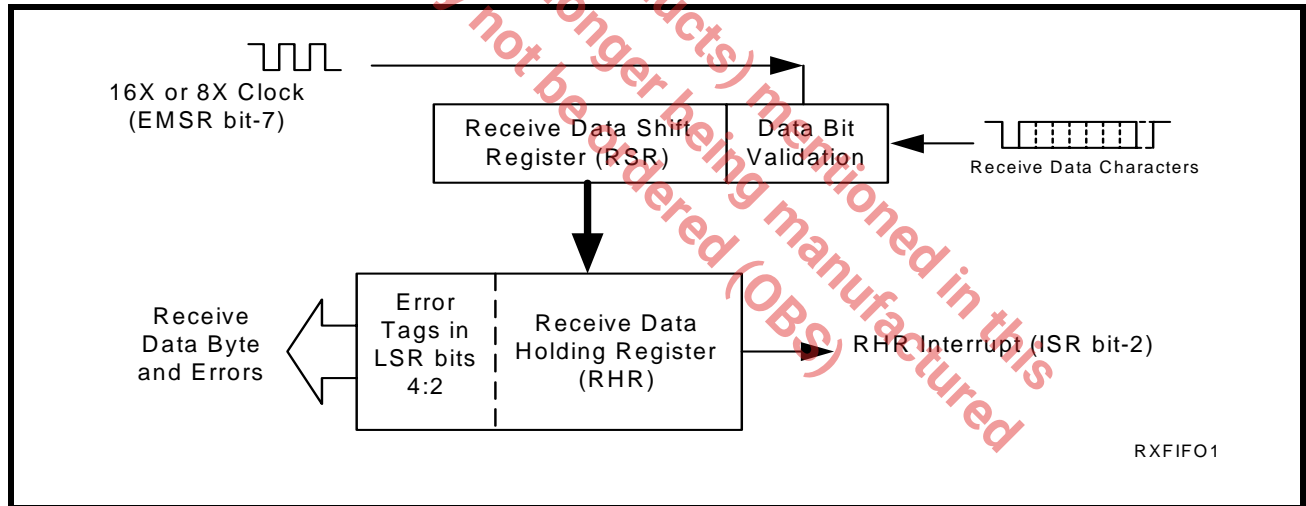 16X or 8X Clock
(EMSR bit-7)
Receive Data Shift
Register (RSR)
Data Bit
Validation
Receive Data Characters
Receive
Data Byte
and Errors
Error
Tags in
LSR bits
4:2
Receive Data
Holding Register
(RHR)
RHR Interrupt (ISR bit-2)
RXFIFO1
ucts) mentioned in this
onger being manufactured
not be ordered (OBS)